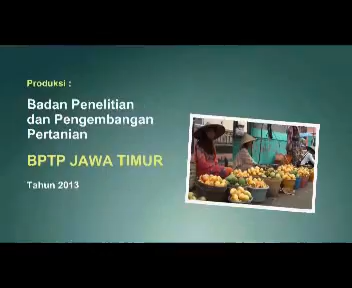 Produksi :
Badan Penelitian
dan Pengembangan
Pertanian
BPTP JAWA TIMUR
Tahun 2013